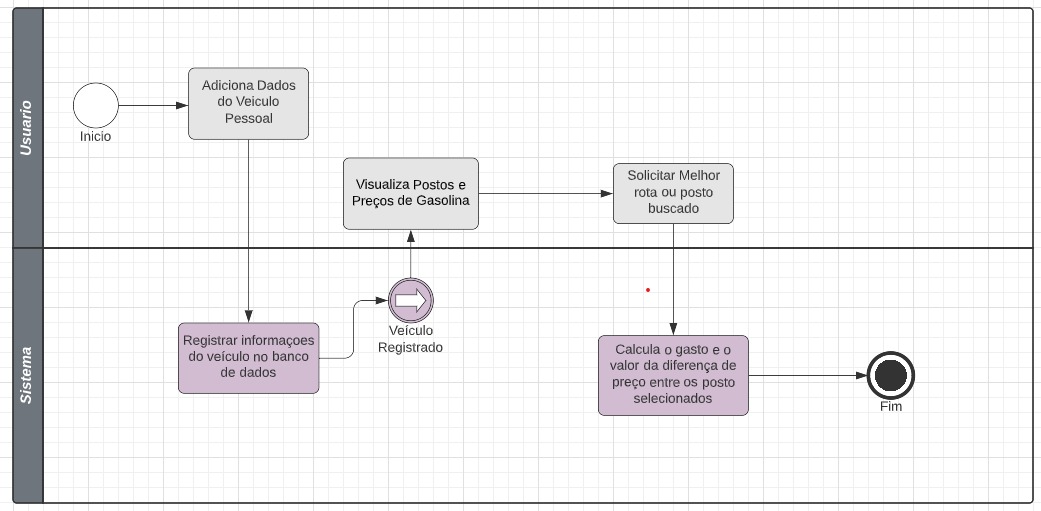 Usuario
Inicio
Adiciona Dados
do Veiculo
Pessoal
Visualiza Postos e
Preços de Gasolina
Solicitar Melhor
rota ou posto
buscado
Sistema
Registrar informaçoes
do veículo no banco
de dados
Veículo
Registrado
Calcula o gasto e o
valor da diferença de
preço entre os posto
selecionados
Fim